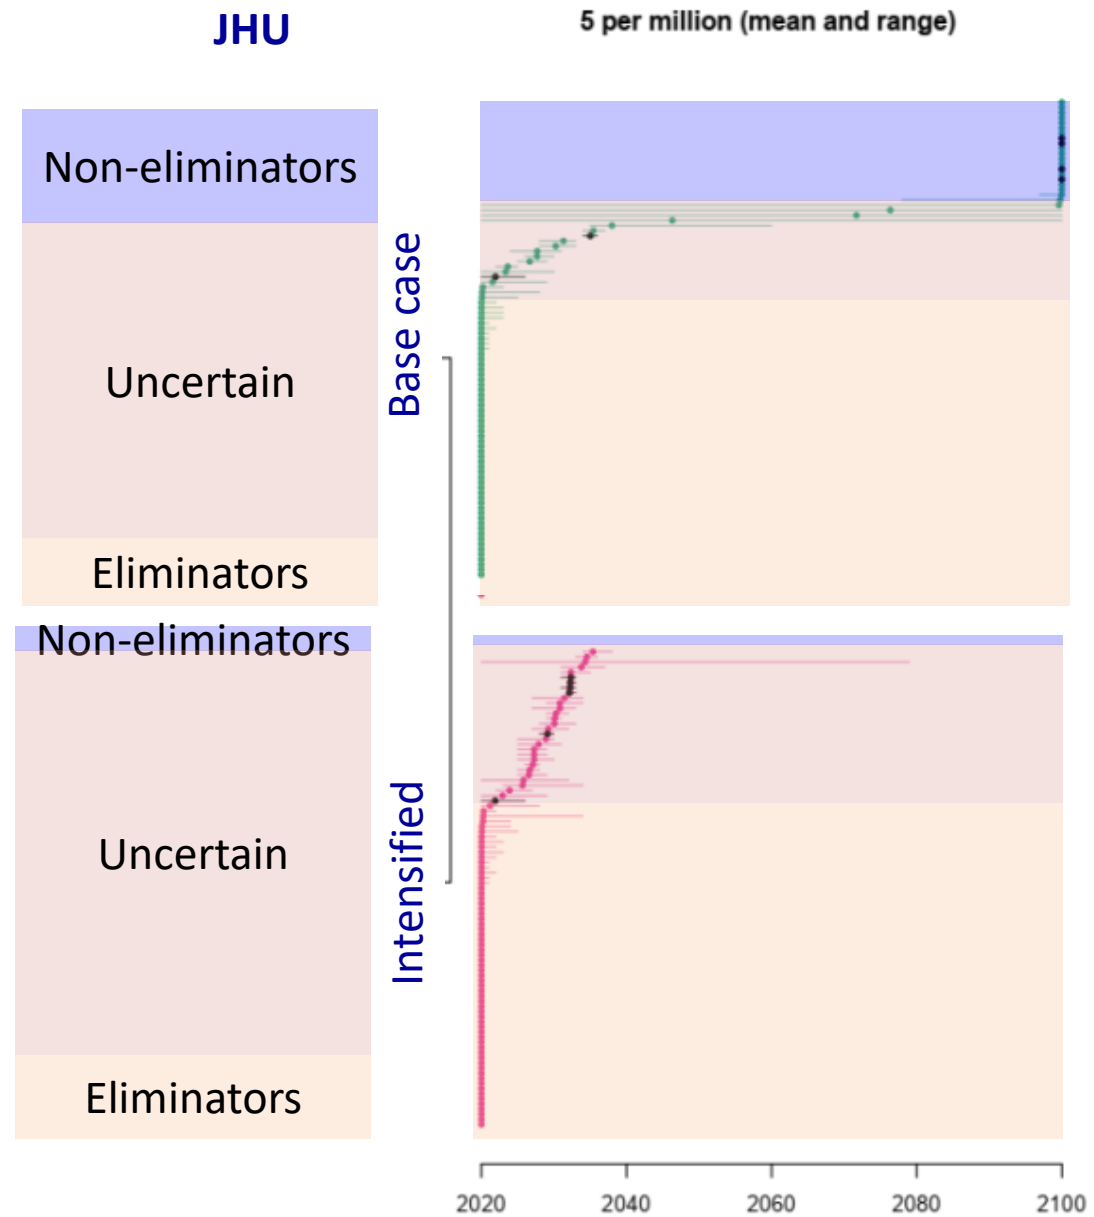 JHU
5 per million (mean and range)
Non-eliminators
Uncertain
Eliminators
Base case
Non-eliminators
Uncertain
Eliminators
Intensified
2020 2040 2060 2080 2100